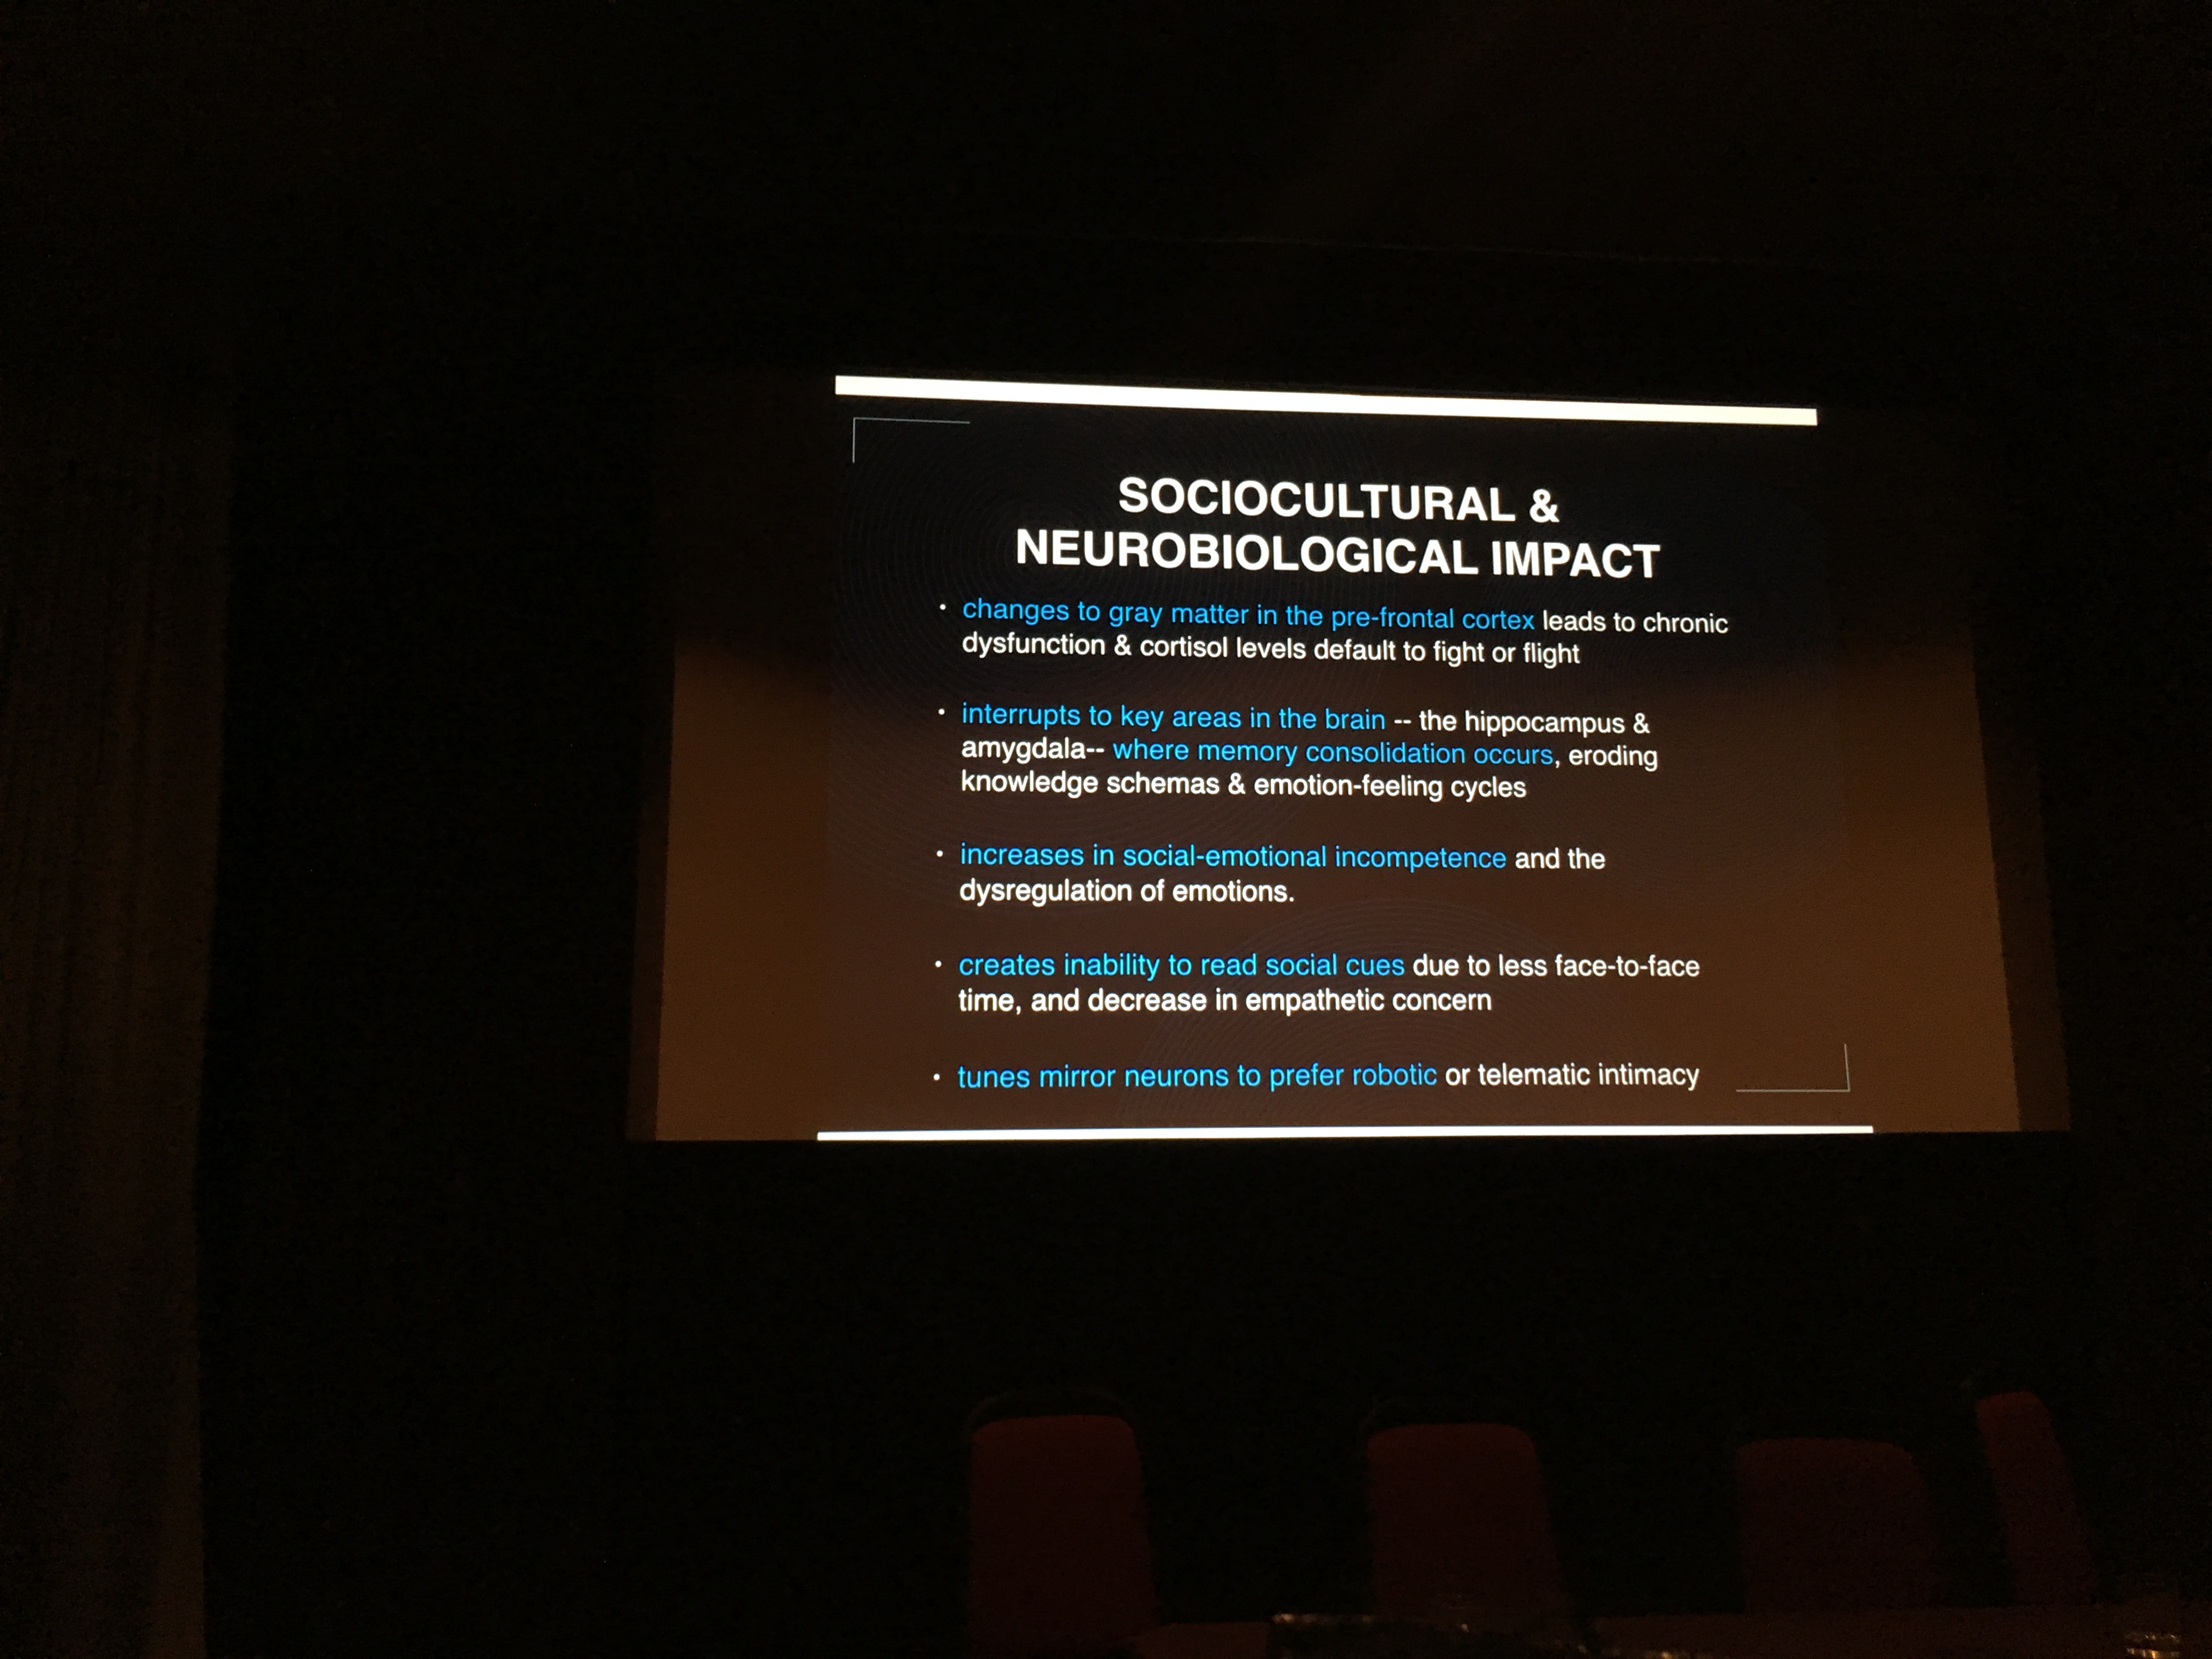 SOCIOCULTURAL &
NEUROBIOLOGICAL IMPACT
• changes to gray matter in the pre-frontal cortex leads to chronic
dysfunction & cortisol levels default to fight or flight
• interrupts to key areas in the brain -- the hippocampus &
amygdala-- where memory consolidation occurs, eroding
knowledge schemas & emotion-feeling cycles
• increases in social-emotional incompetence and the
dysregulation of emotions.
• creates inability to read social cues due to less face-to-face
time, and decrease in empathetic concern
• tunes mirror neurons to prefer robotic or telematic intimacy